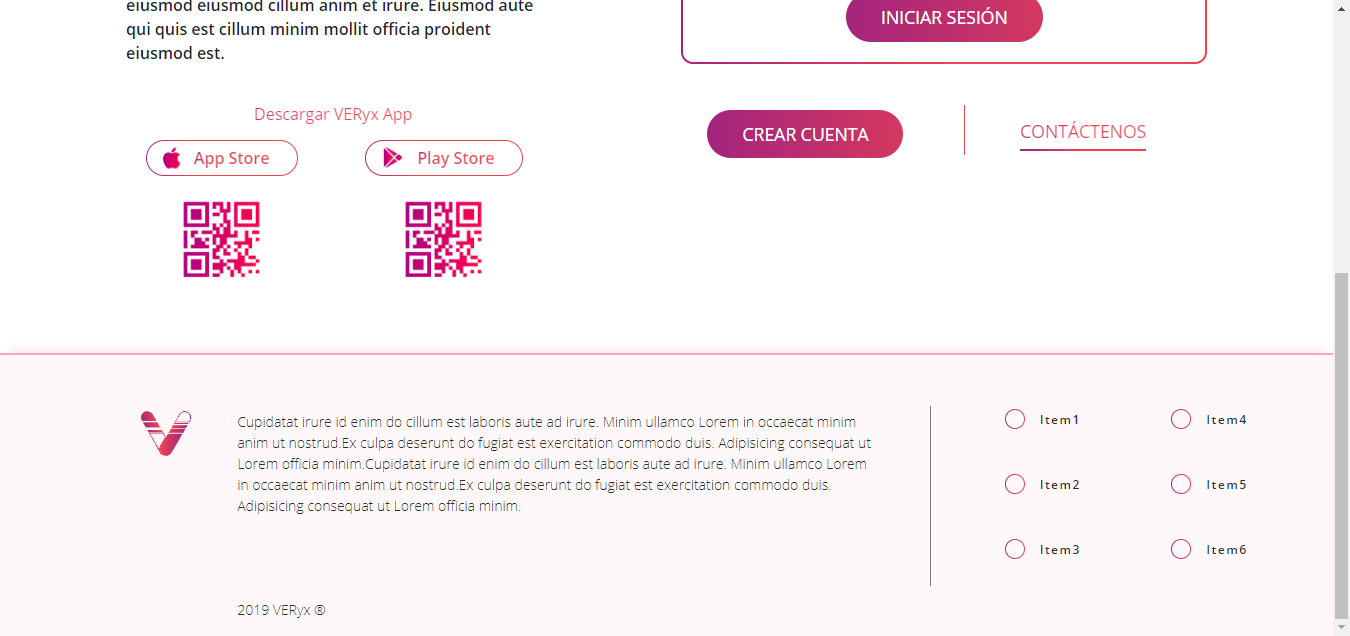 eiusmod eiusmod cillum anim et irure. Eiusmod aute
qui quis est cillum minim mollit officia proident
eiusmod est.
INICIAR SESIÓN
Descargar VERyx App
App Store
Play Store
CREAR CUENTA
CONTÁCTENOS
Cupidatat irure id enim do cillum est laboris aute ad irure. Minim ullamco Lorem in occaecat minim
anim ut nostrud.Ex culpa deserunt do fugiat est exercitation commodo duis. Adipisicing consequat ut
Lorem officia minim.Cupidatat irure id enim do cillum est laboris aute ad irure. Minim ullamco Lorem
in occaecat minim anim ut nostrud.Ex culpa deserunt do fugiat est exercitation commodo duis.
Adipisicing consequat ut Lorem officia minim.
2019 VERyx ®
Item1
Item4
Item2
Item5
Item3
Item6